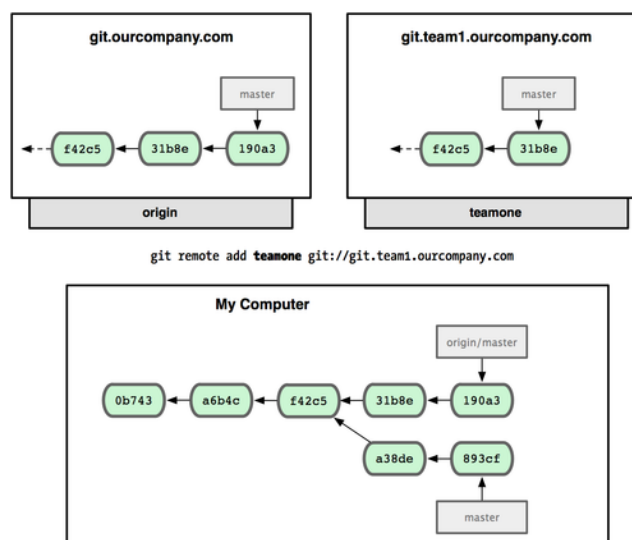 git.ourcompany.com
master
f42c5 31b8e 190a3
origin
git.team1.ourcompany.com
master
f42c5 31b8e
teamone
git remote add teamone git://git.team1.ourcompany.com
My Computer
origin/master
0b743 a6b4c f42c5 31b8e 190a3
a38de 893cf
master